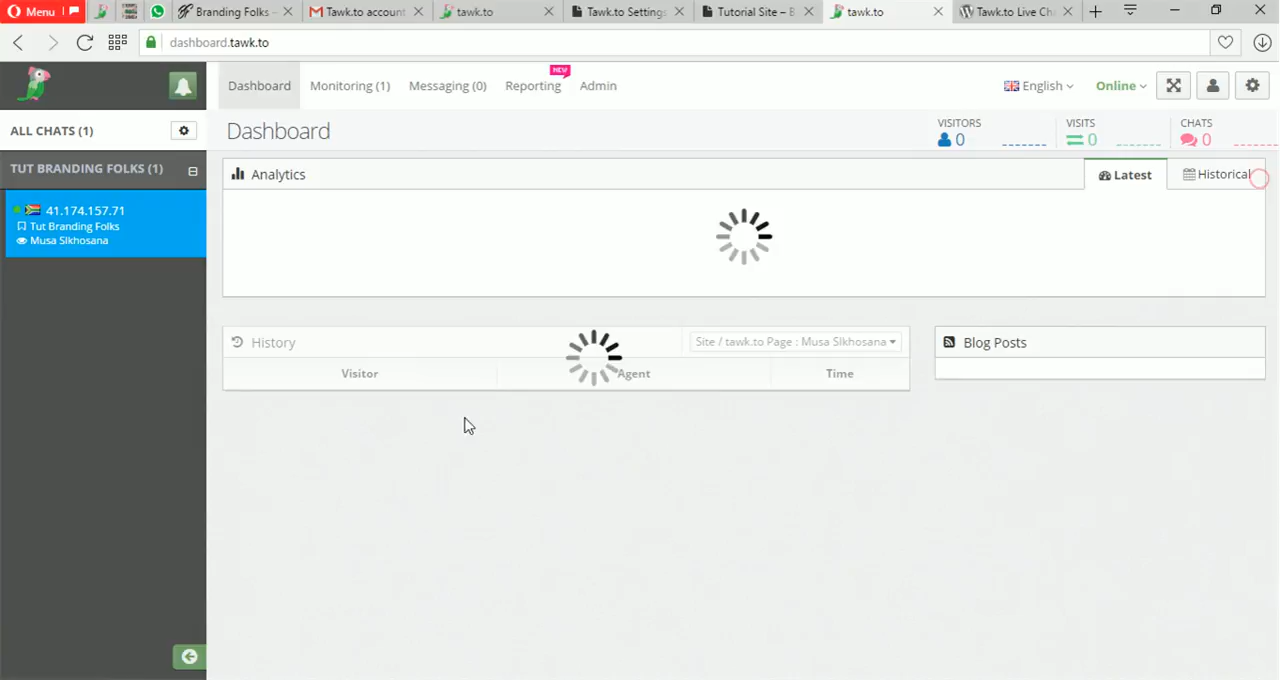 Menu
Branding Folks -
Tawk.to account
tawk.to
Tawk.to Settings
Tutorial Site – B
tawk.to
Tawk.to Live Cha
dashboard.tawk.to
Dashboard
Monitoring (1)
Messaging (0)
Reporting
NEW
Admin
English
Online
ALL CHATS (1)
Dashboard
VISITORS
0
VISITS
0
CHATS
0
TUT BRANDING FOLKS (1)
Analytics
Latest
Historical
41.174.157.71
Tut Branding Folks
Musa SIkhosana
History
Site / tawk.to Page : Musa SIkhosana
Blog Posts
Visitor
Agent
Time